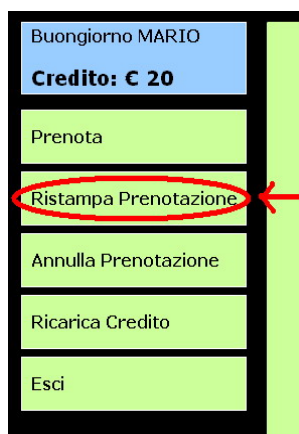 Buongiorno MARIO
Credito: € 20
Prenota
Ristampa Prenotazione
Annulla Prenotazione
Ricarica Credito
Esci